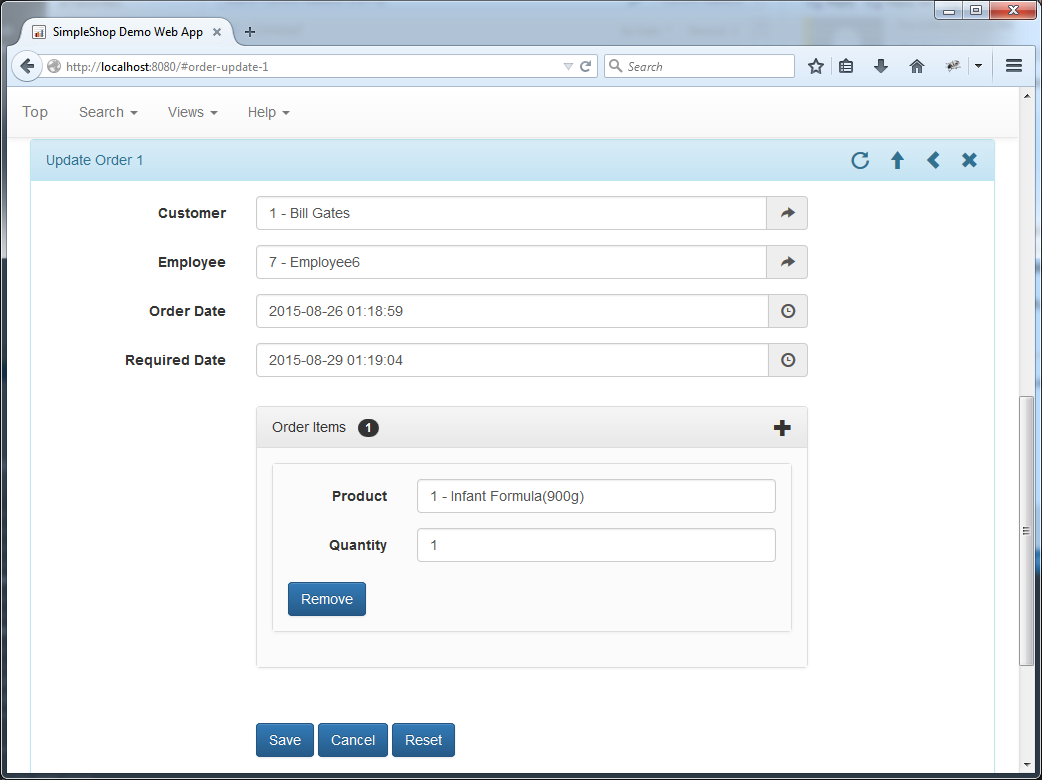 SimpleShop Demo Web App
http://localhost:8080/#order-update-1
Search
Top Search Views Help
Update Order 1
Customer 1 - Bill Gates
Employee 7 - Employee6
Order Date 2015-08-26 01:18:59
Required Date 2015-08-29 01:19:04
Order Items 1
Product 1 - Infant Formula(900g)
Quantity 1
Remove
Save Cancel Reset